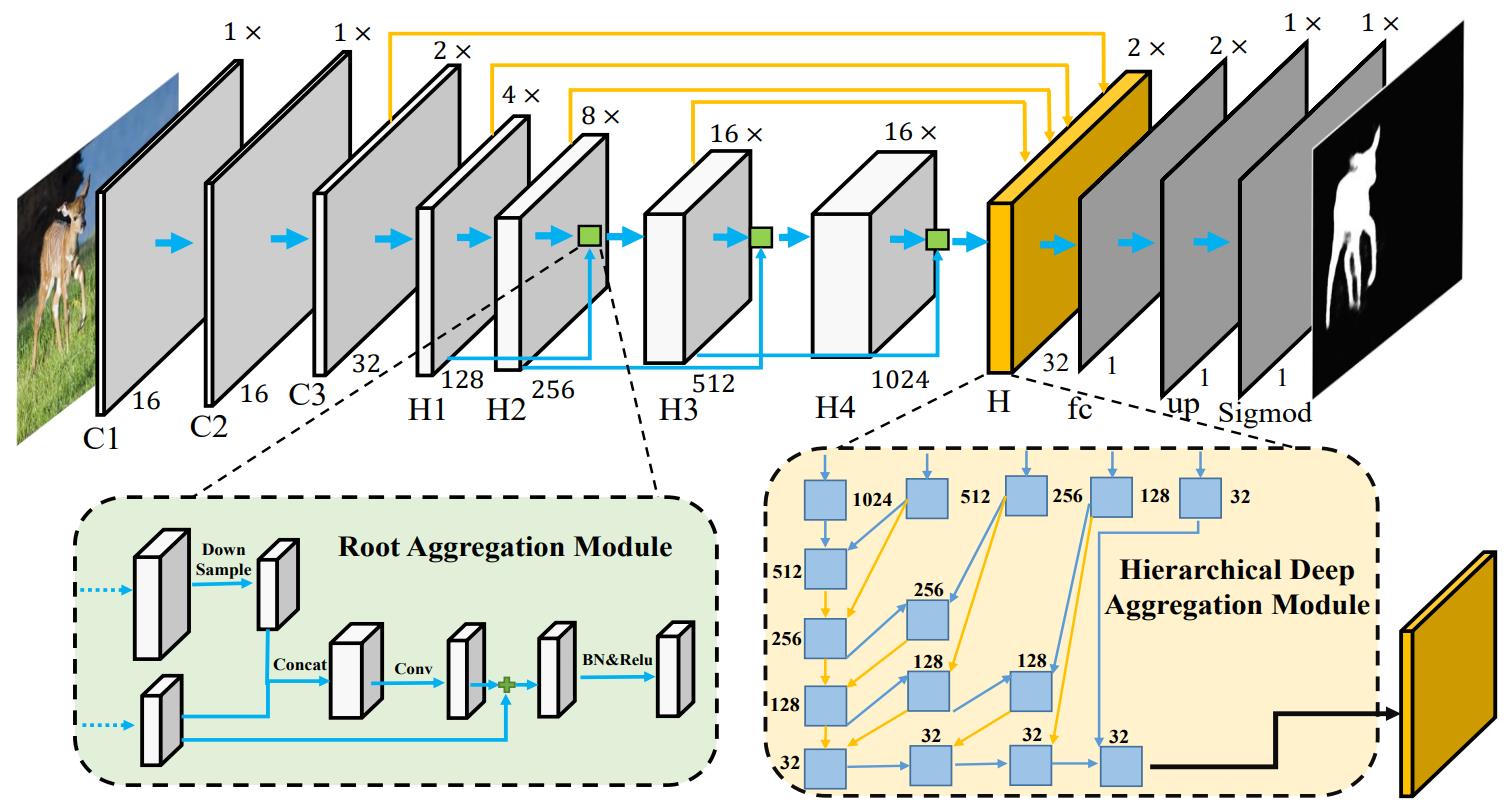 1 ×
1 ×
2 ×
4 ×
8 ×
16 ×
16 ×
2 ×
2 ×
1 ×
1 ×
16
16
32
128
256
512
1024
32
1
1
1
C1
C2
C3
H1
H2
H3
H4
H
fc
up
Sigmod
Root Aggregation Module
Down
Sample
Concat
Conv
BN&Relu
1024
512
256
128
32
512
256
256
128
128
128
32
32
32
32
Hierarchical Deep
Aggregation Module